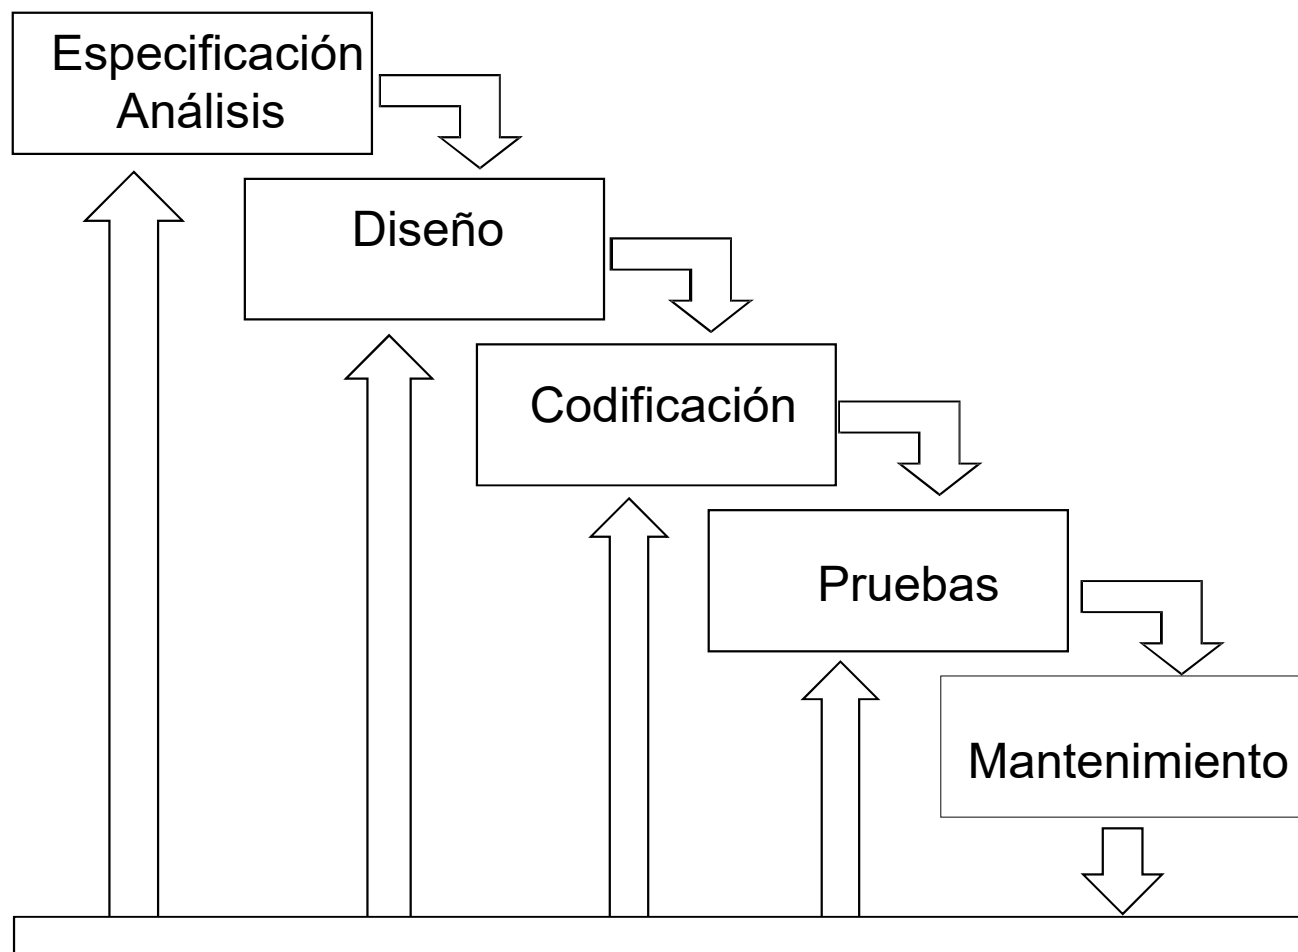 Especificación
Análisis
Diseño
Codificación
Pruebas
Mantenimiento